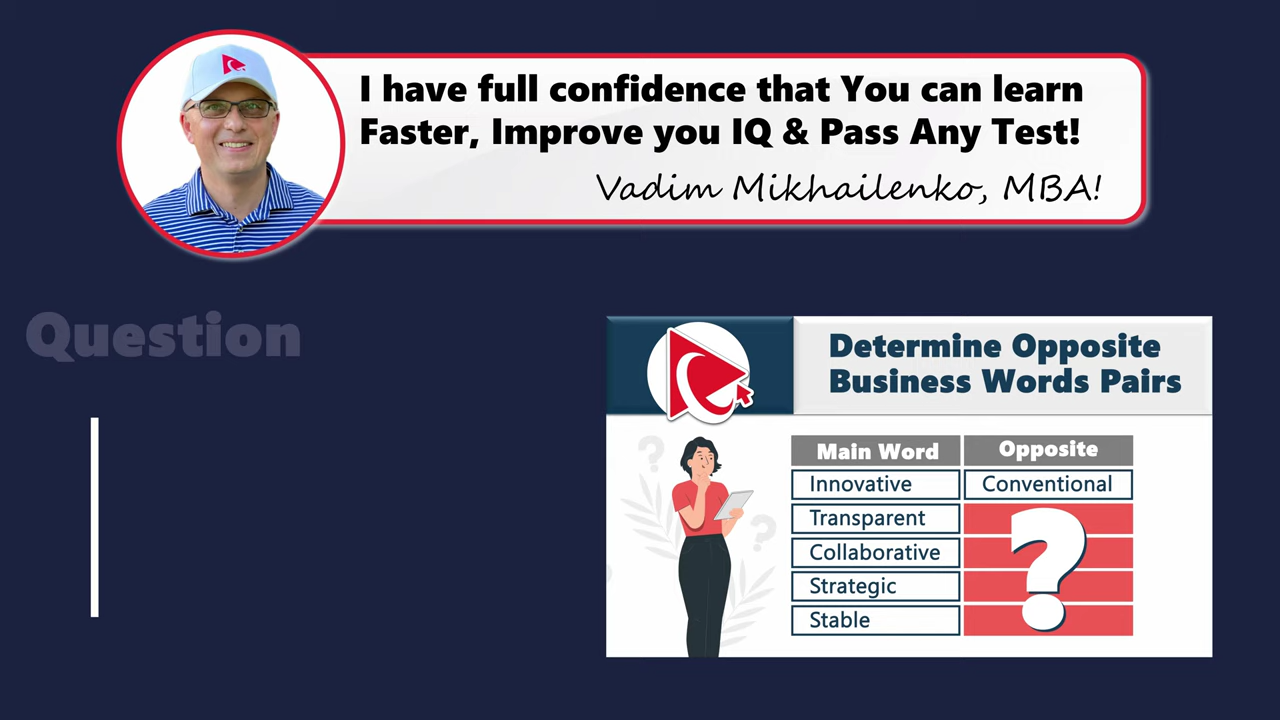 I have full confidence that You can learn
Faster, Improve you IQ & Pass Any Test!
Vadim Mikhailenko, MBA!
Question
Determine Opposite
Business Words Pairs
Main Word Opposite
Innovative Conventional
Transparent
Collaborative
Strategic
Stable
?